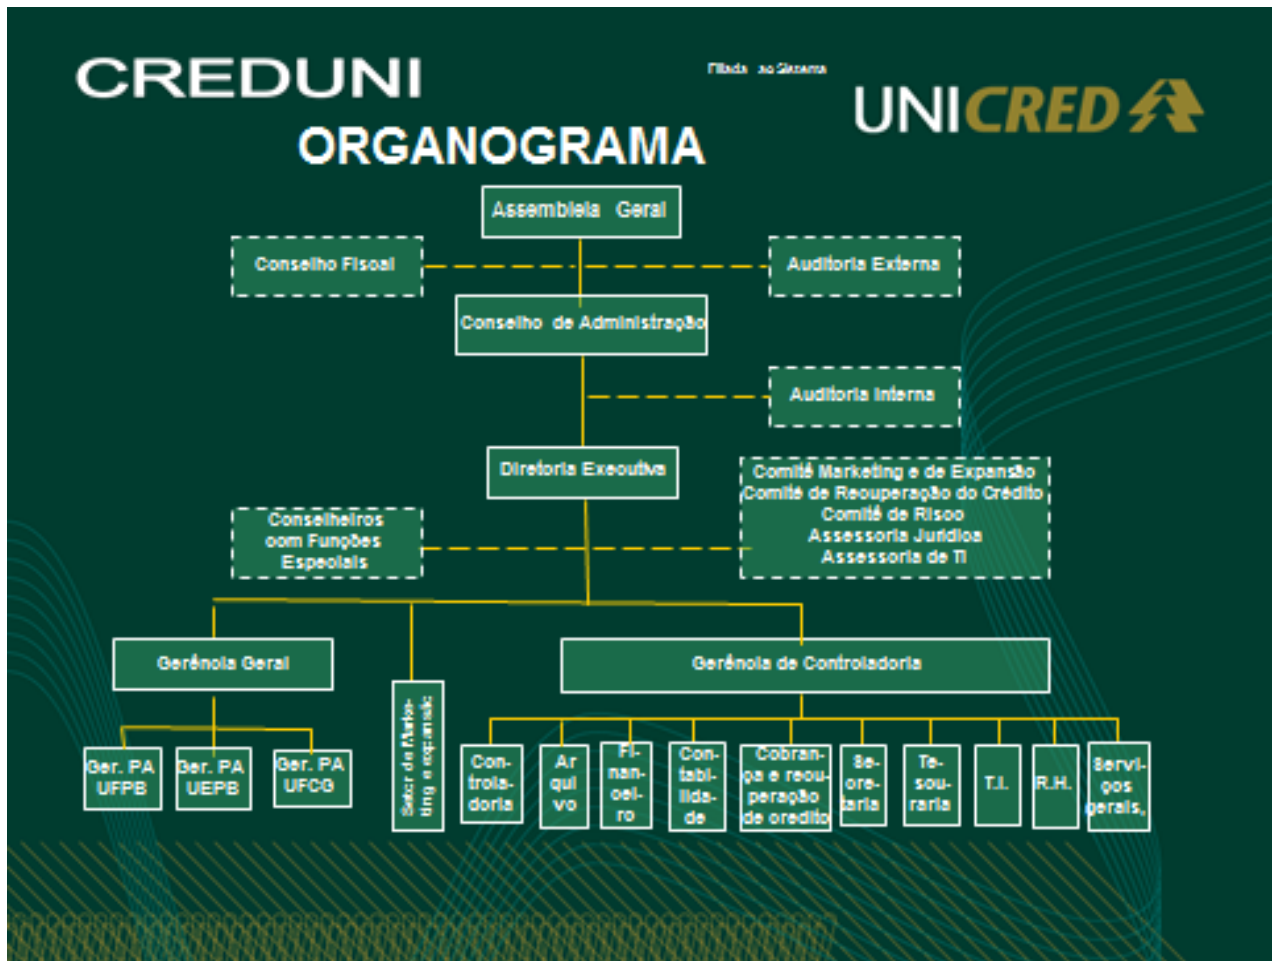 CREDUNI
Filiada ao Sistema
UNICRED
ORGANOGRAMA
Assembleia Geral
Conselho Fiscal
Auditoria Externa
Conselho de Administração
Auditoria Interna
Diretoria Executiva
Comitê Marketing e de Expansão
Comitê de Recuperação do Crédito
Comitê de Risco
Assessoria Jurídica
Assessoria de TI
Conselheiros
com Funções
Especiais
Gerência Geral
Gerência de Controladoria
Setor de Marke-
ting e expansão
Ger. PA
UFPB
Ger. PA
UEPB
Ger. PA
UFCG
Con-
trola-
doria
Ar
qui
vo
Fi-
nan-
cei-
ro
Con-
tabi-
lida-
de
Cobran-
ça e recu-
peração
de credito
Se-
cre-
taria
Te-
sou-
raria
T.I.
R.H.
Servi-
ços
gerais,